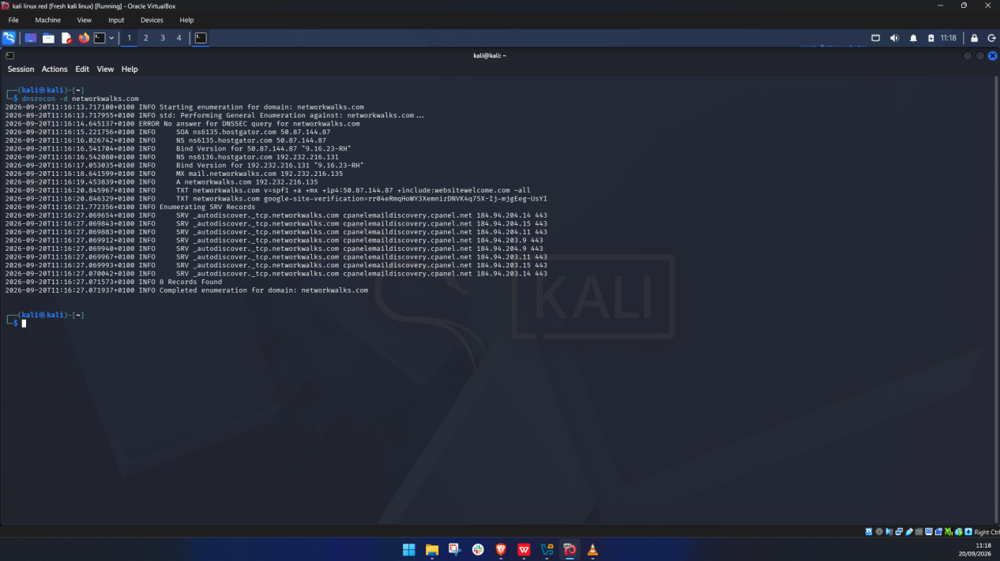 kali linux red (Fresh kali linux) [Running] - Oracle VirtualBox
File Machine View Input Devices Help
1 2 3 4 11:18
kali@kali: ~
Session Actions Edit View Help
┌──(kali㉿kali)-[~]
└─$ dnsrecon -d networkwalks.com
2026-09-20T11:16:13.717100+0100 INFO Starting enumeration for domain: networkwalks.com
2026-09-20T11:16:13.717955+0100 INFO std: Performing General Enumeration against: networkwalks.com...
2026-09-20T11:16:14.645137+0100 ERROR No answer for DNSSEC query for networkwalks.com
2026-09-20T11:16:15.221756+0100 INFO SOA ns6135.hostgator.com 50.87.144.87
2026-09-20T11:16:16.026742+0100 INFO NS ns6135.hostgator.com 50.87.144.87
2026-09-20T11:16:16.541704+0100 INFO Bind Version for 50.87.144.87 "9.16.23-RH"
2026-09-20T11:16:16.542080+0100 INFO NS ns6136.hostgator.com 192.232.216.131
2026-09-20T11:16:17.053035+0100 INFO Bind Version for 192.232.216.131 "9.16.23-RH"
2026-09-20T11:16:18.641599+0100 INFO MX mail.networkwalks.com 192.232.216.135
2026-09-20T11:16:19.453839+0100 INFO A networkwalks.com 192.232.216.135
2026-09-20T11:16:20.845967+0100 INFO TXT networkwalks.com v=spf1 +a +mx +ip4:50.87.144.87 +include:websitewelcome.com -all
2026-09-20T11:16:20.846329+0100 INFO TXT networkwalks.com google-site-verification=rr04eRmqHoWY3XemnizDNVK4q75X-Ij-mjgEeg-UsYI
2026-09-20T11:16:21.772356+0100 INFO Enumerating SRV Records
2026-09-20T11:16:27.069654+0100 INFO SRV _autodiscover._tcp.networkwalks.com cpanelemaildiscovery.cpanel.net 184.94.204.14 443
2026-09-20T11:16:27.069843+0100 INFO SRV _autodiscover._tcp.networkwalks.com cpanelemaildiscovery.cpanel.net 184.94.204.15 443
2026-09-20T11:16:27.069883+0100 INFO SRV _autodiscover._tcp.networkwalks.com cpanelemaildiscovery.cpanel.net 184.94.204.11 443
2026-09-20T11:16:27.069912+0100 INFO SRV _autodiscover._tcp.networkwalks.com cpanelemaildiscovery.cpanel.net 184.94.203.9 443
2026-09-20T11:16:27.069940+0100 INFO SRV _autodiscover._tcp.networkwalks.com cpanelemaildiscovery.cpanel.net 184.94.204.9 443
2026-09-20T11:16:27.069967+0100 INFO SRV _autodiscover._tcp.networkwalks.com cpanelemaildiscovery.cpanel.net 184.94.203.11 443
2026-09-20T11:16:27.069993+0100 INFO SRV _autodiscover._tcp.networkwalks.com cpanelemaildiscovery.cpanel.net 184.94.203.15 443
2026-09-20T11:16:27.070042+0100 INFO SRV _autodiscover._tcp.networkwalks.com cpanelemaildiscovery.cpanel.net 184.94.203.14 443
2026-09-20T11:16:27.071573+0100 INFO 8 Records Found
2026-09-20T11:16:27.071937+0100 INFO Completed enumeration for domain: networkwalks.com
KALI
┌──(kali㉿kali)-[~]
└─$
Right Ctrl
11:18
20/09/2026